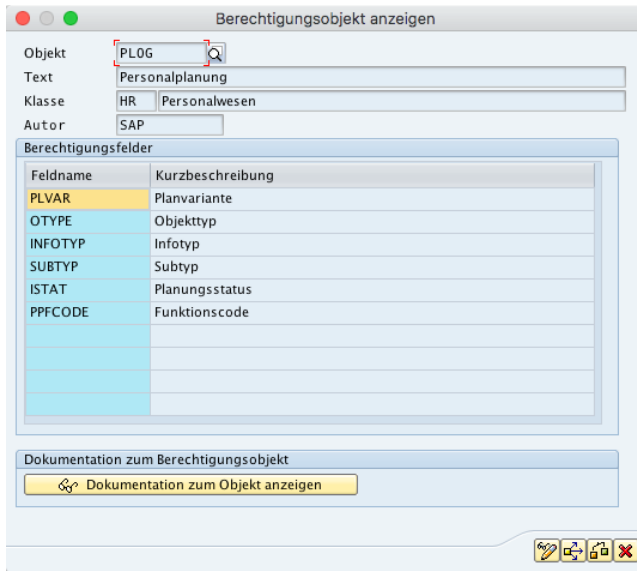 Berechtigungsobjekt anzeigen
Objekt PLOG
Text Personalplanung
Klasse HR Personalwesen
Autor SAP
Berechtigungsfelder
Feldname Kurzbeschreibung
PLVAR Planvariante
OTYPE Objekttyp
INFOTYP Infotyp
SUBTYP Subtyp
ISTAT Planungsstatus
PPFCODE Funktionscode
Dokumentation zum Berechtigungsobjekt
Dokumentation zum Objekt anzeigen